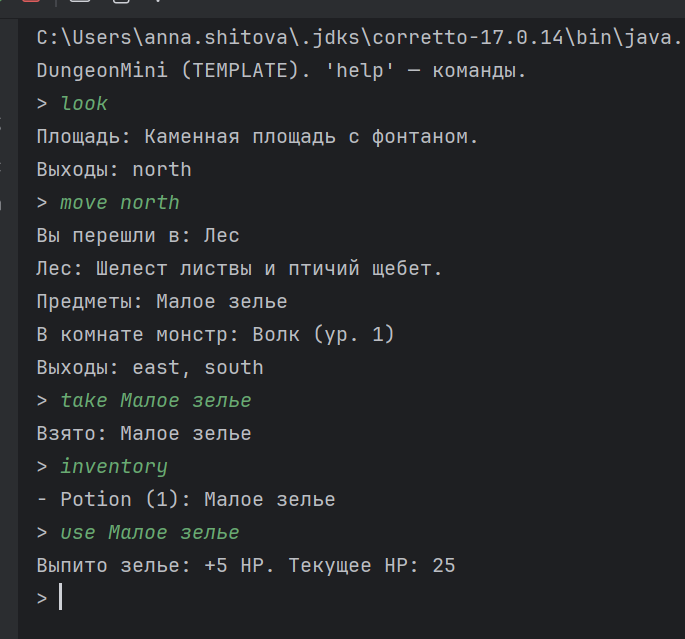 C:\Users\anna.shitova\.jdks\corretto-17.0.14\bin\java.
DungeonMini (TEMPLATE). 'help' — команды.
> look
Площадь: Каменная площадь с фонтаном.
Выходы: north
> move north
Вы перешли в: Лес
Лес: Шелест листвы и птичий щебет.
Предметы: Малое зелье
В комнате монстр: Волк (ур. 1)
Выходы: east, south
> take Малое зелье
Взято: Малое зелье
> inventory
- Potion (1): Малое зелье
> use Малое зелье
Выпито зелье: +5 HP. Текущее HP: 25
>